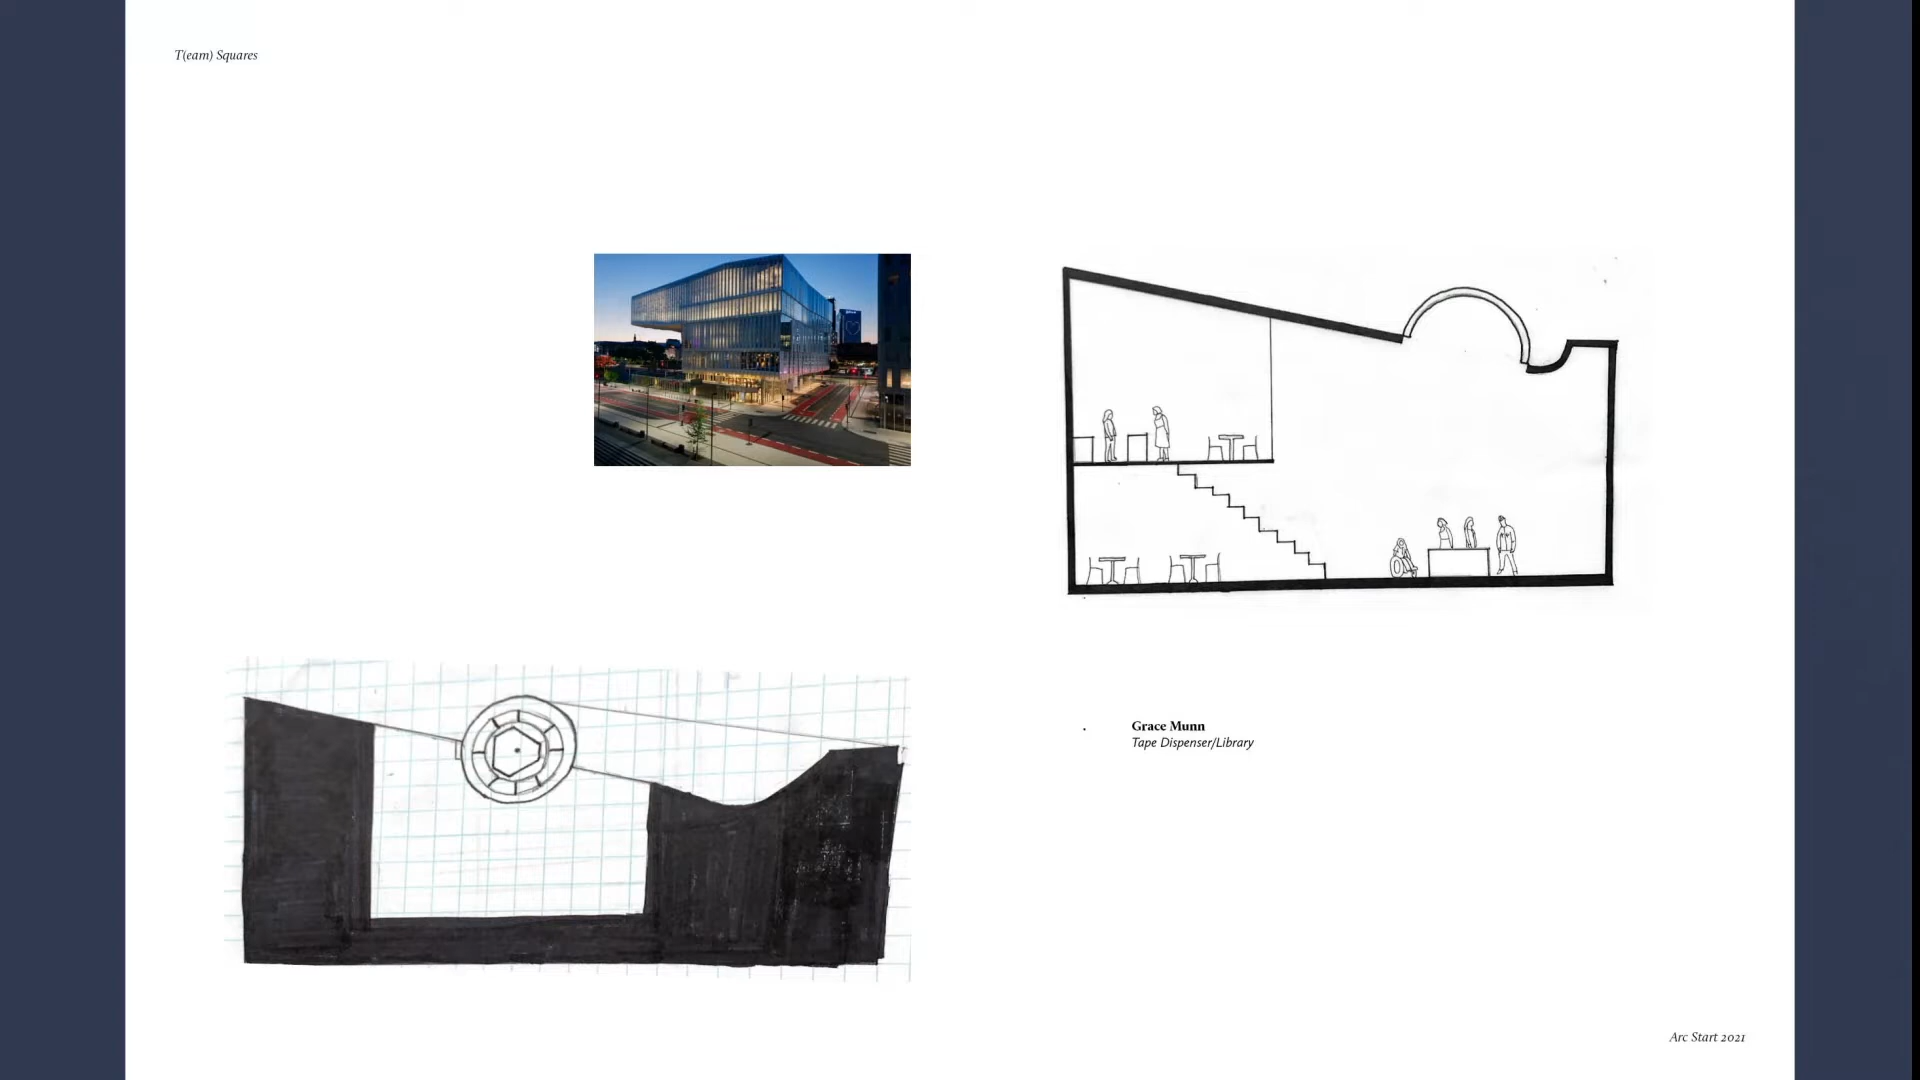 T(eam) Squares
Grace Munn
Tape Dispenser/Library
Arc Start 2021